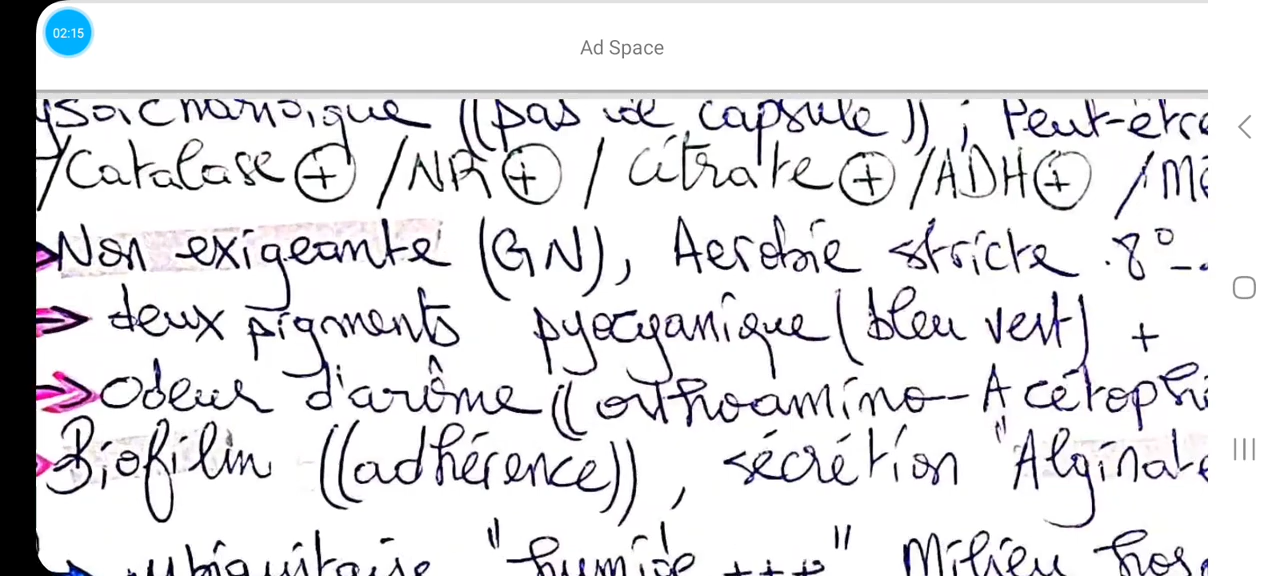 02:15
Ad Space
((pas de capsule)) ; Peut-être
/Catalase ⊕ /NR ⊕ / citrate ⊕ /ADH ⊕ /
Non exigeante (GN), Aerobie stricte .8°-.
⇒ deux pigments pyocyanique (bleu vert) +
⇒ Odeur d'arôme ((orthoamino-Acétoph
Biofilm ((adhérence)), sécrétion "Alginate
ubiquitaire "humide +++" Milieu hos